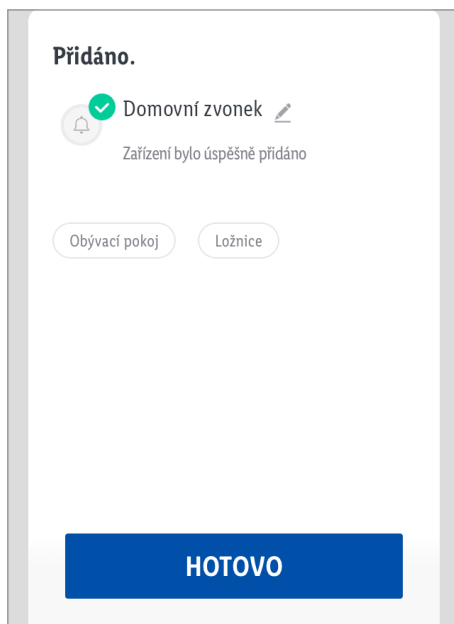 Přidáno.
Domovní zvonek
Zařízení bylo úspěšně přidáno
Obývací pokoj Ložnice
HOTOVO